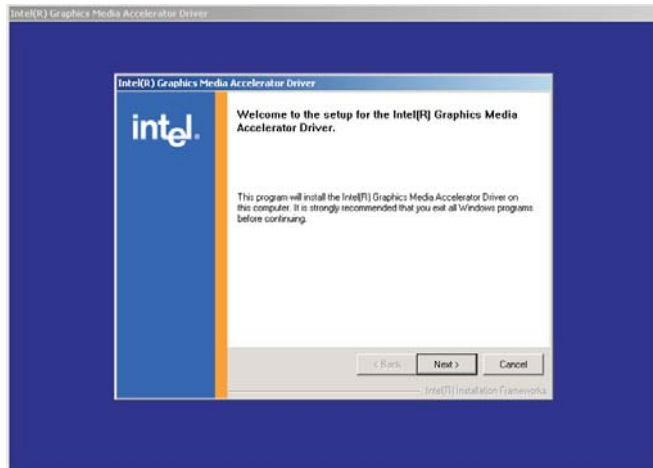 Intel(R) Graphics Media Accelerator Driver
Intel(R) Graphics Media Accelerator Driver
intel.
Welcome to the setup for the Intel(R) Graphics Media
Accelerator Driver.
This program will install the Intel(R) Graphics Media Accelerator Driver on
this computer. It is strongly recommended that you exit all Windows programs
before continuing.
< Back
Next >
Cancel
Intel(R) Installation Frameworks